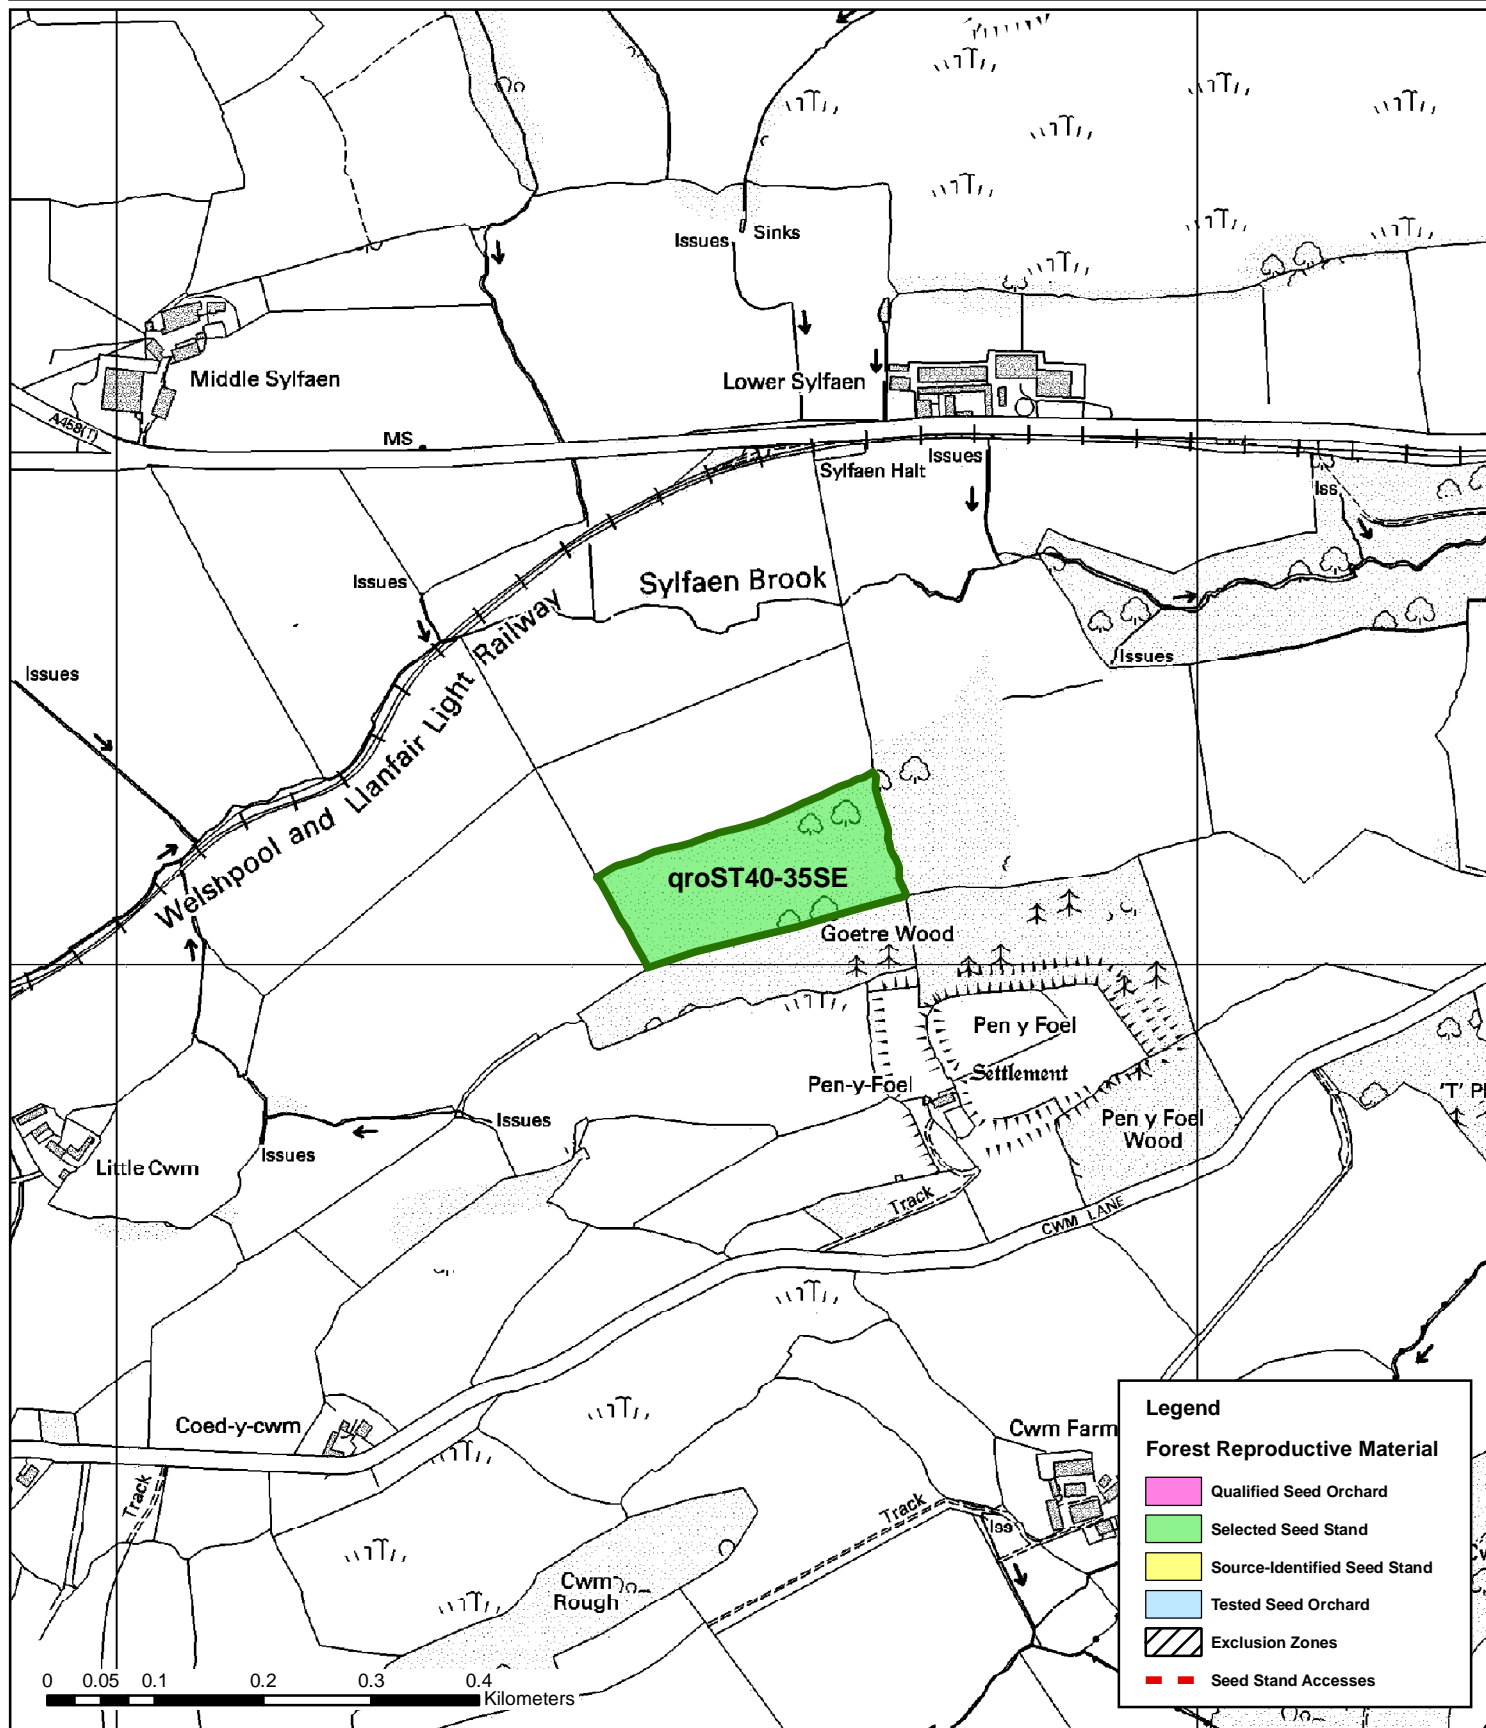 Issues
Sinks
Middle Sylfaen
Lower Sylfaen
A458(T)
MS
Sylfaen Halt
Issues
Iss
Issues
Sylfaen Brook
Issues
Issues
Welshpool and Llanfair Light Railway
qroST40-35SE
Goetre Wood
Pen y Foel
Settlement
Pen-y-Foel
'T' Pl
Pen y Foel
Wood
Issues
Issues
Little Cwm
Track
CWM LANE
Coed-y-cwm
Cwm Farm
Track
Track
Iss
Cwm
Rough
Legend
Forest Reproductive Material
Qualified Seed Orchard
Selected Seed Stand
Source-Identified Seed Stand
Tested Seed Orchard
Exclusion Zones
Seed Stand Accesses
0 0.05 0.1 0.2 0.3 0.4
Kilometers